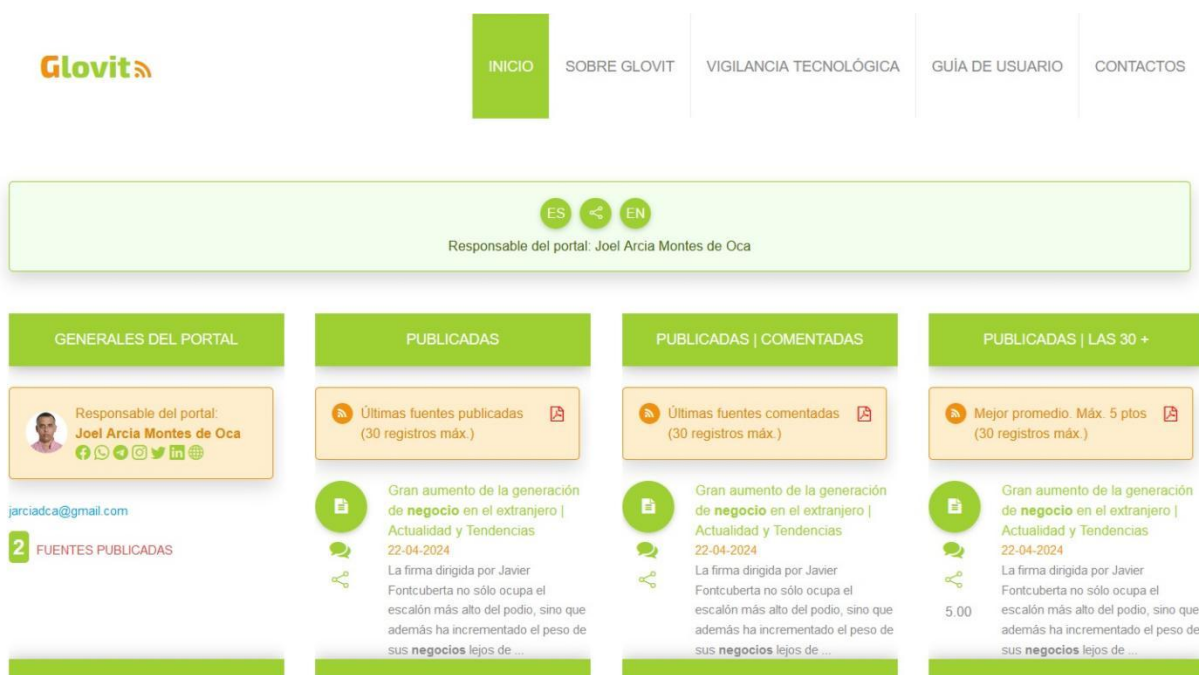 Glovit
INICIO
SOBRE GLOVIT
VIGILANCIA TECNOLÓGICA
GUÌA DE USUARIO
CONTACTOS
ES
EN
Responsable del portal: Joel Arcia Montes de Oca
GENERALES DEL PORTAL
Responsable del portal:
Joel Arcia Montes de Oca
jarciadca@gmail.com
2 FUENTES PUBLICADAS
PUBLICADAS
Últimas fuentes publicadas
(30 registros máx.)
Gran aumento de la generación
de negocio en el extranjero |
Actualidad y Tendencias
22-04-2024
La firma dirigida por Javier
Fontcuberta no sólo ocupa el
escalón más alto del podio, sino que
además ha incrementado el peso de
sus negocios lejos de ...
PUBLICADAS | COMENTADAS
Últimas fuentes comentadas
(30 registros máx.)
Gran aumento de la generación
de negocio en el extranjero |
Actualidad y Tendencias
22-04-2024
La firma dirigida por Javier
Fontcuberta no sólo ocupa el
escalón más alto del podio, sino que
además ha incrementado el peso de
sus negocios lejos de ...
PUBLICADAS | LAS 30 +
Mejor promedio. Máx. 5 ptos
(30 registros máx.)
Gran aumento de la generación
de negocio en el extranjero |
Actualidad y Tendencias
22-04-2024
La firma dirigida por Javier
Fontcuberta no sólo ocupa el
5.00
escalón más alto del podio, sino que
además ha incrementado el peso de
sus negocios lejos de ...